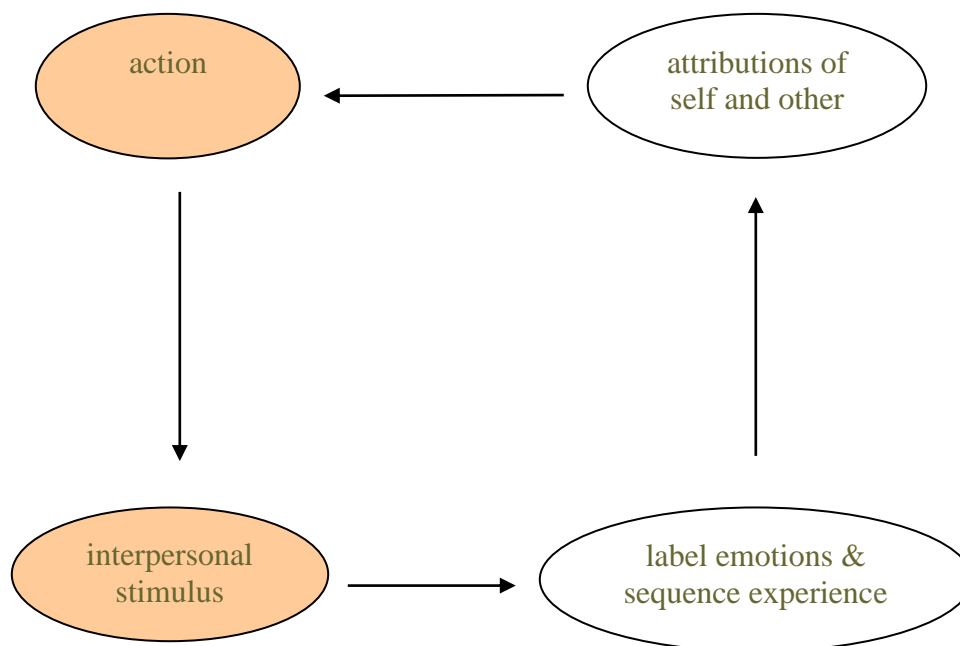 action
attributions of
self and other
interpersonal
stimulus
label emotions &
sequence experience